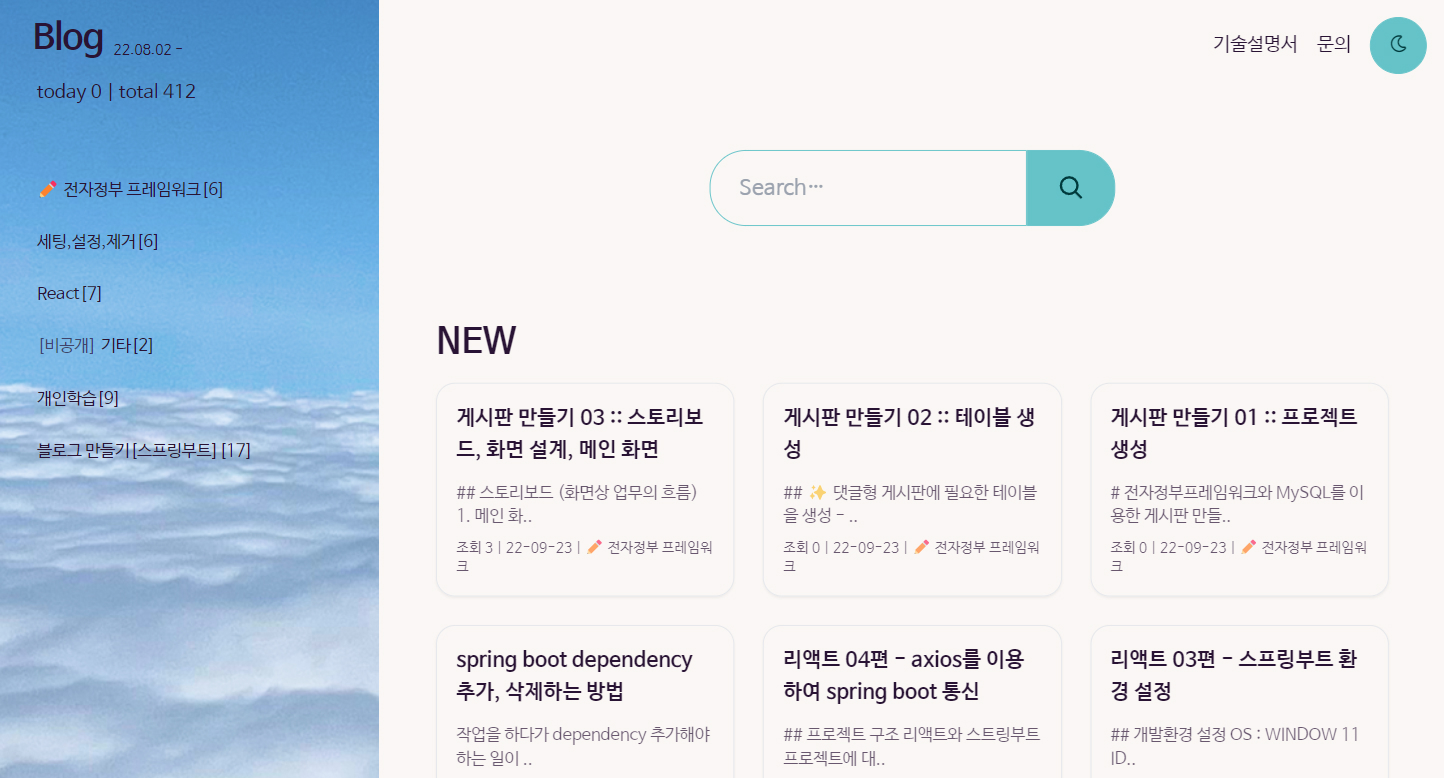 Blog 22.08.02 -
today 0 | total 412
✏️ 전자정부 프레임워크[6]
세팅,설정,제거[6]
React[7]
[비공개] 기타[2]
개인학습[9]
블로그 만들기[스프링부트] [17]
기술설명서 문의
Search…
NEW
게시판 만들기 03 :: 스토리보
드, 화면 설계, 메인 화면
## 스토리보드 (화면상 업무의 흐름)
1. 메인 화..
조회 3 | 22-09-23 | ✏️ 전자정부 프레임워
크
게시판 만들기 02 :: 테이블 생
성
## ✨ 댓글형 게시판에 필요한 테이블
을 생성 - ..
조회 0 | 22-09-23 | ✏️ 전자정부 프레임워
크
게시판 만들기 01 :: 프로젝트
생성
# 전자정부프레임워크와 MySQL를 이
용한 게시판 만들..
조회 0 | 22-09-23 | ✏️ 전자정부 프레임워
크
spring boot dependency
추가, 삭제하는 방법
작업을 하다가 dependency 추가해야
하는 일이 ..
리액트 04편 - axios를 이용
하여 spring boot 통신
## 프로젝트 구조 리액트와 스트링부트
프로젝트에 대..
리액트 03편 - 스프링부트 환
경 설정
## 개발환경 설정 OS : WINDOW 11
ID..